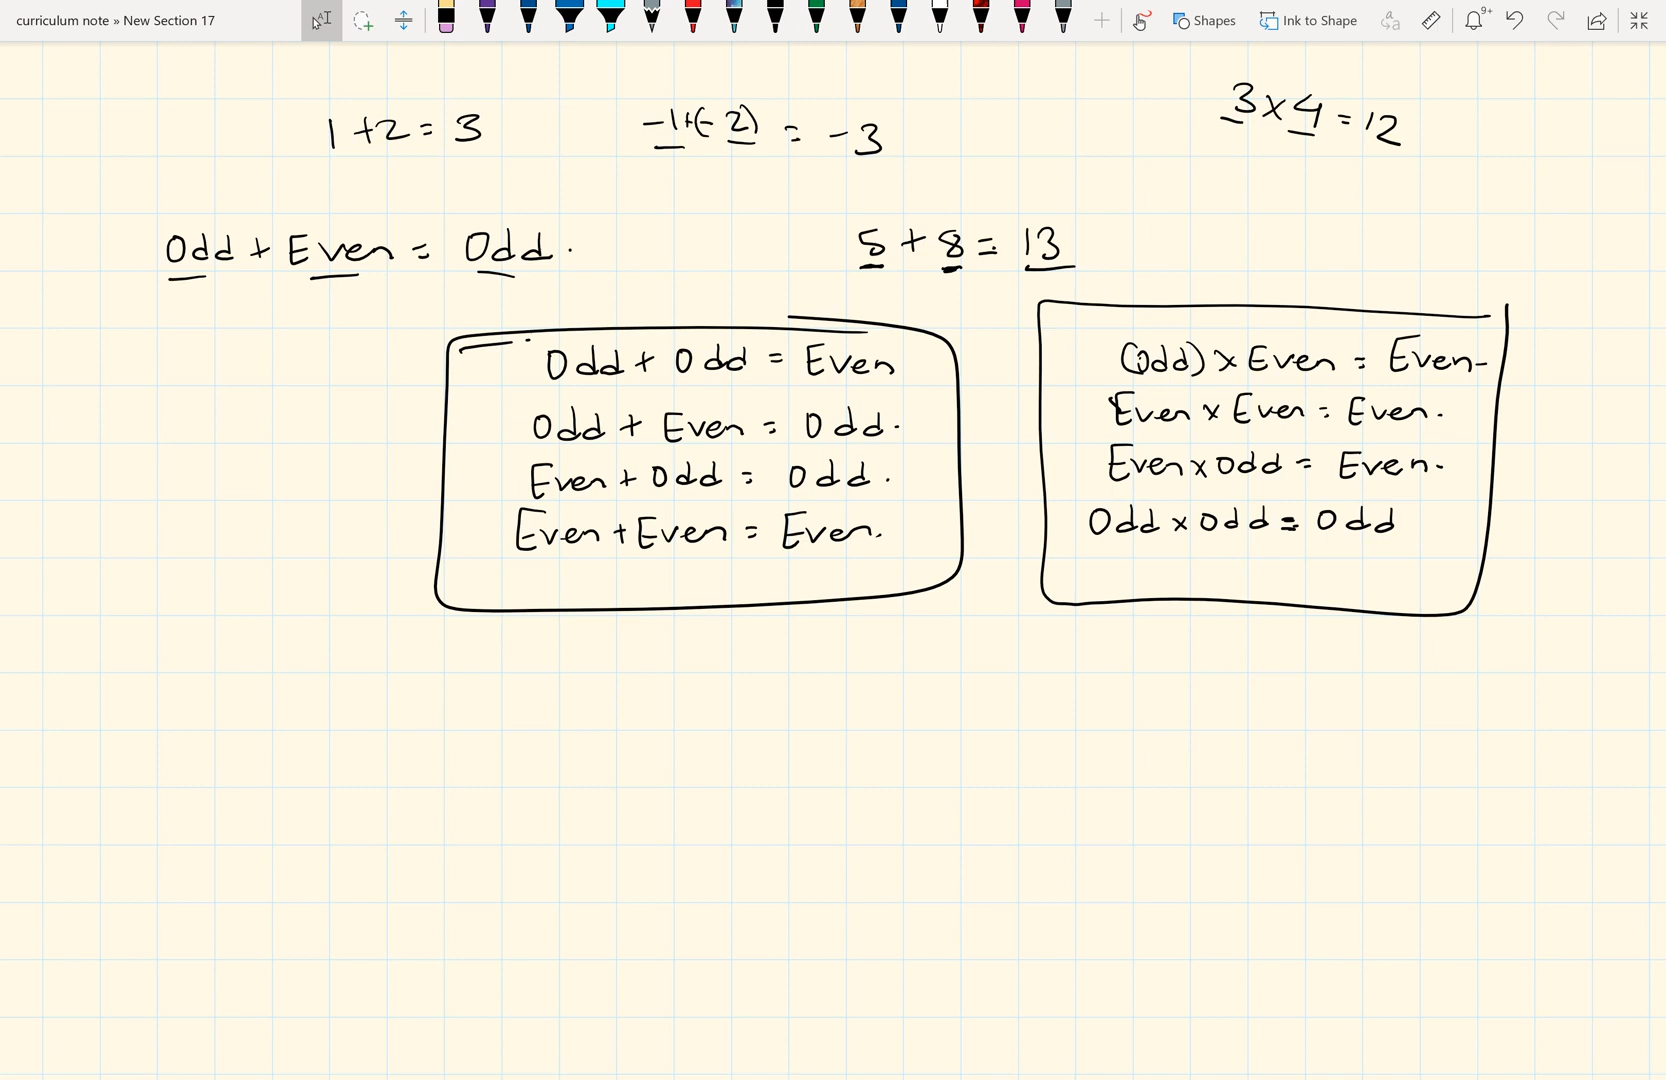 curriculum note » New Section 17
Shapes
Ink to Shape
9+
1 + 2 = 3
-1 + (-2) = -3
3 x 4 = 12
Odd + Even = Odd.
5 + 8 = 13
Odd + Odd = Even
Odd + Even = Odd.
Even + Odd = Odd.
Even + Even = Even.
(Odd) x Even = Even-
Even x Even = Even.
Even x Odd = Even.
Odd x Odd = Odd